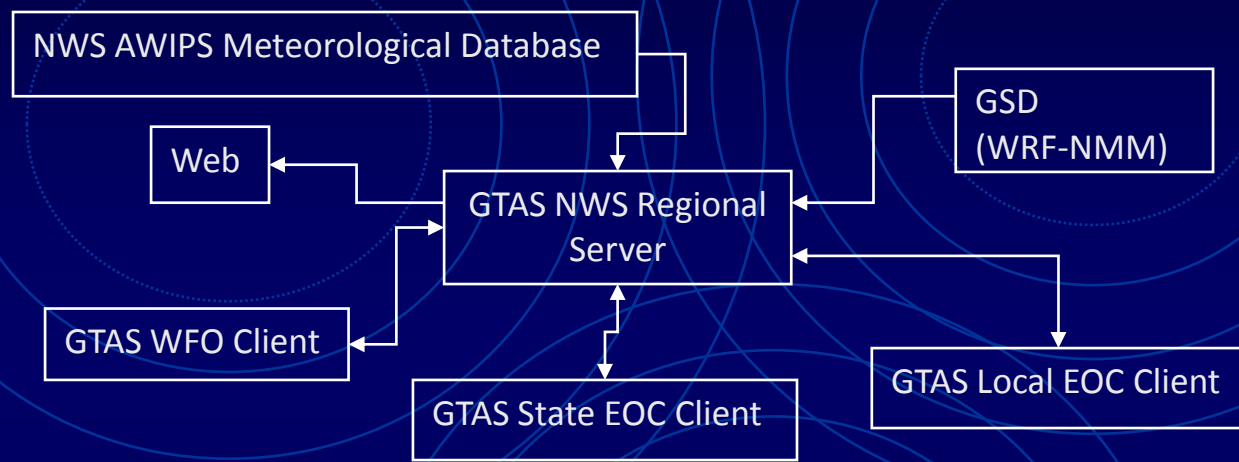 NWS AWIPS Meteorological Database
GSD
(WRF-NMM)
Web
GTAS NWS Regional
Server
GTAS WFO Client
GTAS State EOC Client
GTAS Local EOC Client